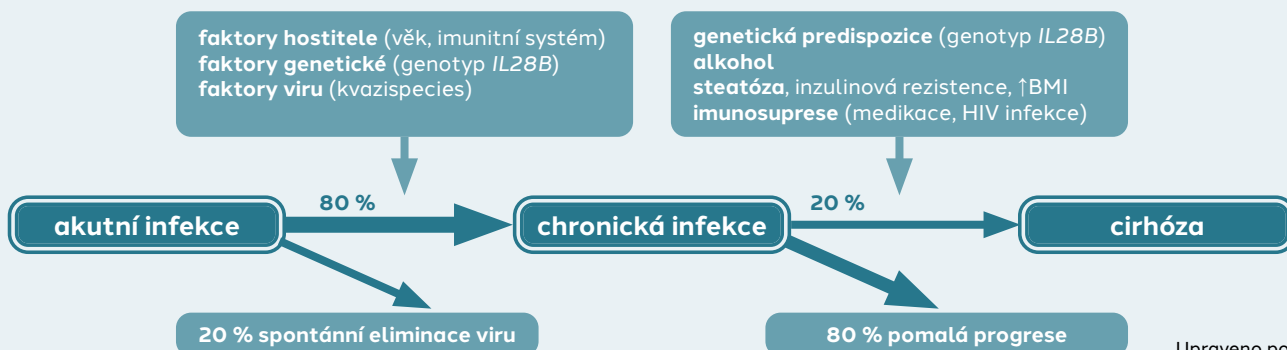 faktory hostitele (věk, imunitní systém)
faktory genetické (genotyp IL28B)
faktory viru (kvazispecies)
genetická predispozice (genotyp IL28B)
alkohol
steatóza, inzulinová rezistence, ↑BMI
imunosuprese (medikace, HIV infekce)
akutní infekce
80 %
chronická infekce
20 %
cirhóza
20 % spontánní eliminace viru
80 % pomalá progrese
Upraveno